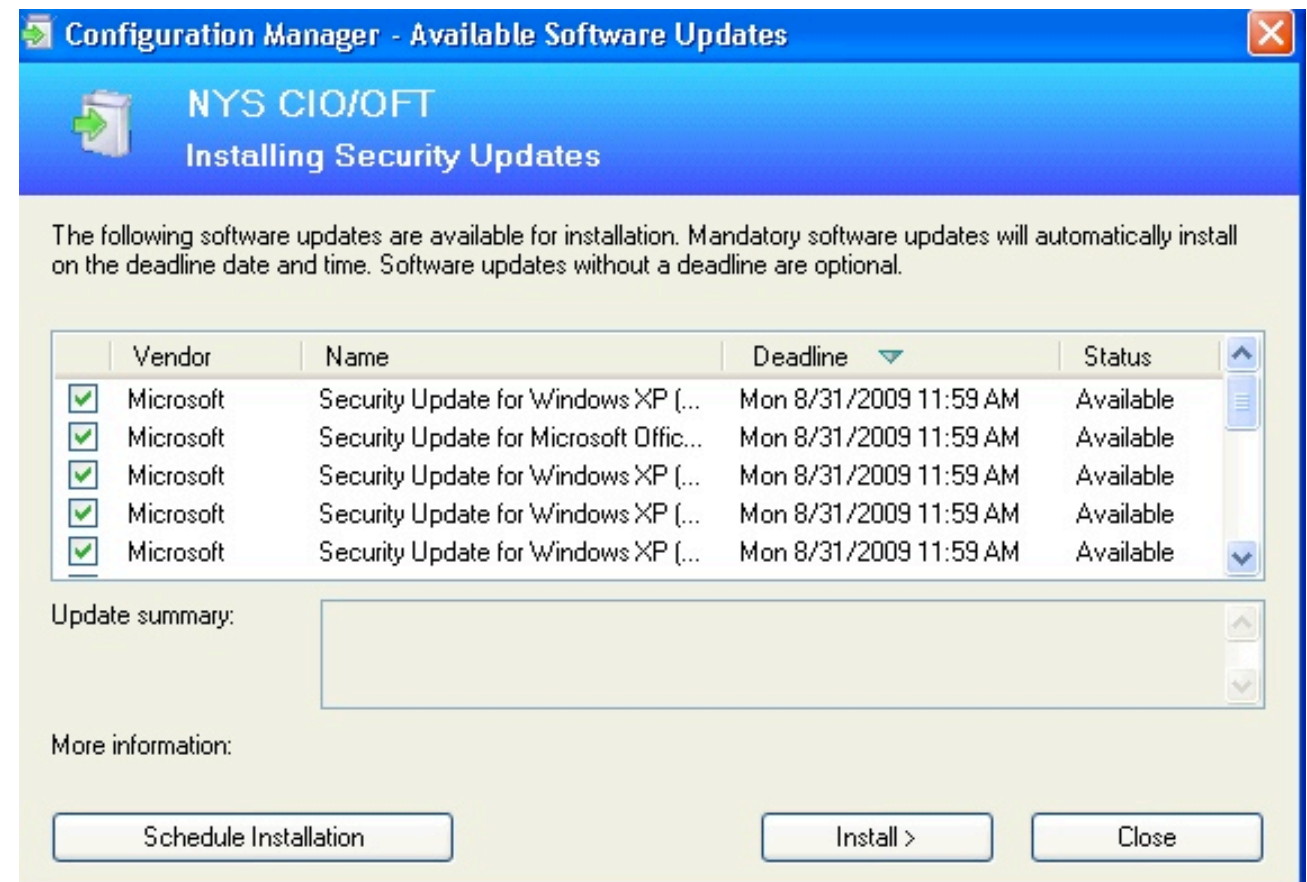 Configuration Manager - Available Software Updates
NYS CIO/OFT
Installing Security Updates
The following software updates are available for installation. Mandatory software updates will automatically install
on the deadline date and time. Software updates without a deadline are optional.
Vendor Name Deadline Status
Microsoft Security Update for Windows XP (... Mon 8/31/2009 11:59 AM Available
Microsoft Security Update for Microsoft Offic... Mon 8/31/2009 11:59 AM Available
Microsoft Security Update for Windows XP (... Mon 8/31/2009 11:59 AM Available
Microsoft Security Update for Windows XP (... Mon 8/31/2009 11:59 AM Available
Microsoft Security Update for Windows XP (... Mon 8/31/2009 11:59 AM Available
Update summary:
More information:
Schedule Installation Install > Close